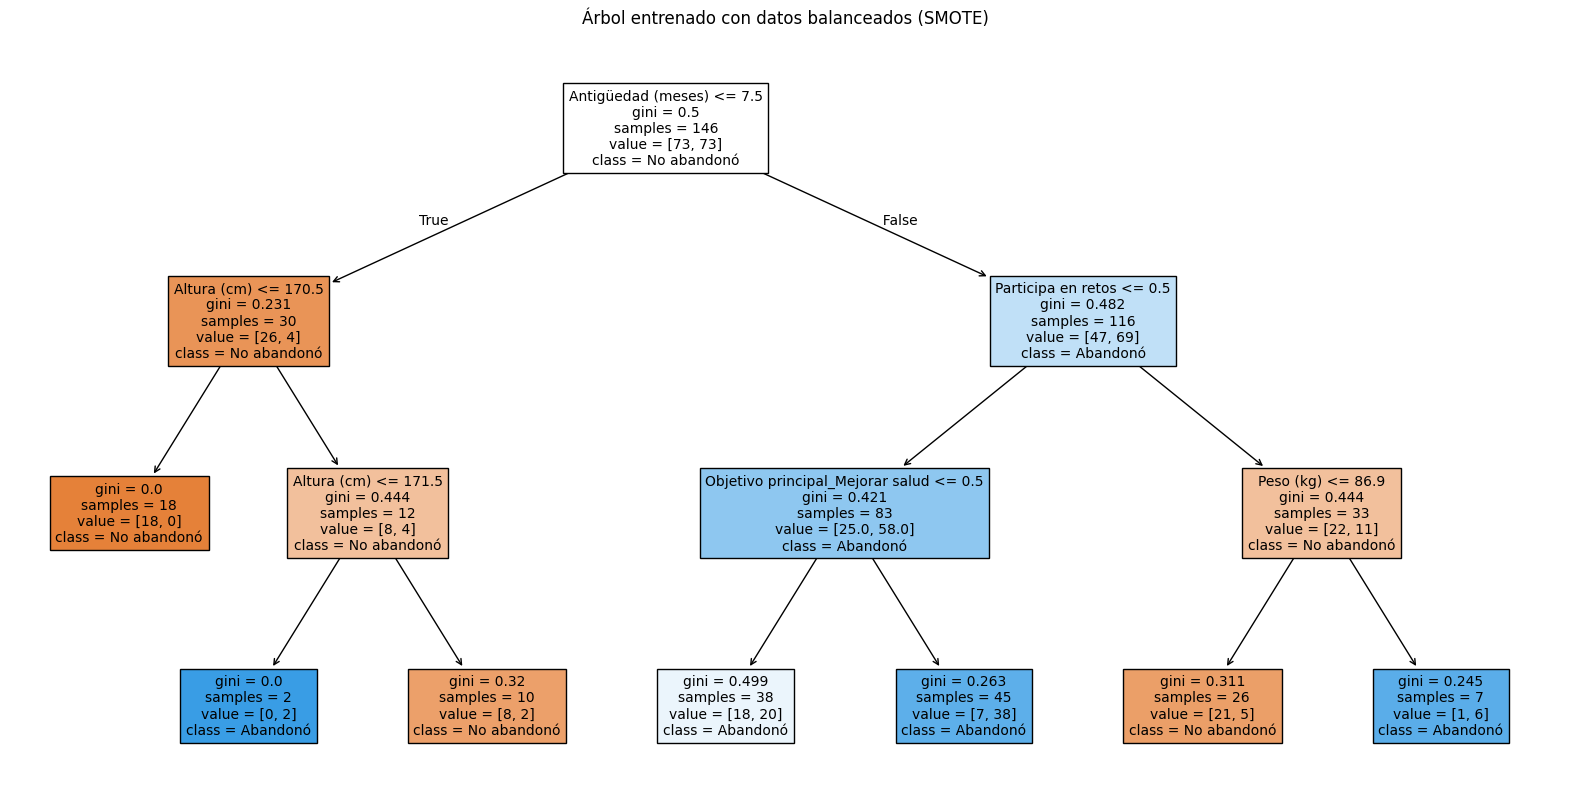 Árbol entrenado con datos balanceados (SMOTE)
Antigüedad (meses) <= 7.5
gini = 0.5
samples = 146
value = [73, 73]
class = No abandonó
True
False
Altura (cm) <= 170.5
gini = 0.231
samples = 30
value = [26, 4]
class = No abandonó
Participa en retos <= 0.5
gini = 0.482
samples = 116
value = [47, 69]
class = Abandonó
gini = 0.0
samples = 18
value = [18, 0]
class = No abandonó
Altura (cm) <= 171.5
gini = 0.444
samples = 12
value = [8, 4]
class = No abandonó
Objetivo principal_Mejorar salud <= 0.5
gini = 0.421
samples = 83
value = [25.0, 58.0]
class = Abandonó
Peso (kg) <= 86.9
gini = 0.444
samples = 33
value = [22, 11]
class = No abandonó
gini = 0.0
samples = 2
value = [0, 2]
class = Abandonó
gini = 0.32
samples = 10
value = [8, 2]
class = No abandonó
gini = 0.499
samples = 38
value = [18, 20]
class = Abandonó
gini = 0.263
samples = 45
value = [7, 38]
class = Abandonó
gini = 0.311
samples = 26
value = [21, 5]
class = No abandonó
gini = 0.245
samples = 7
value = [1, 6]
class = Abandonó